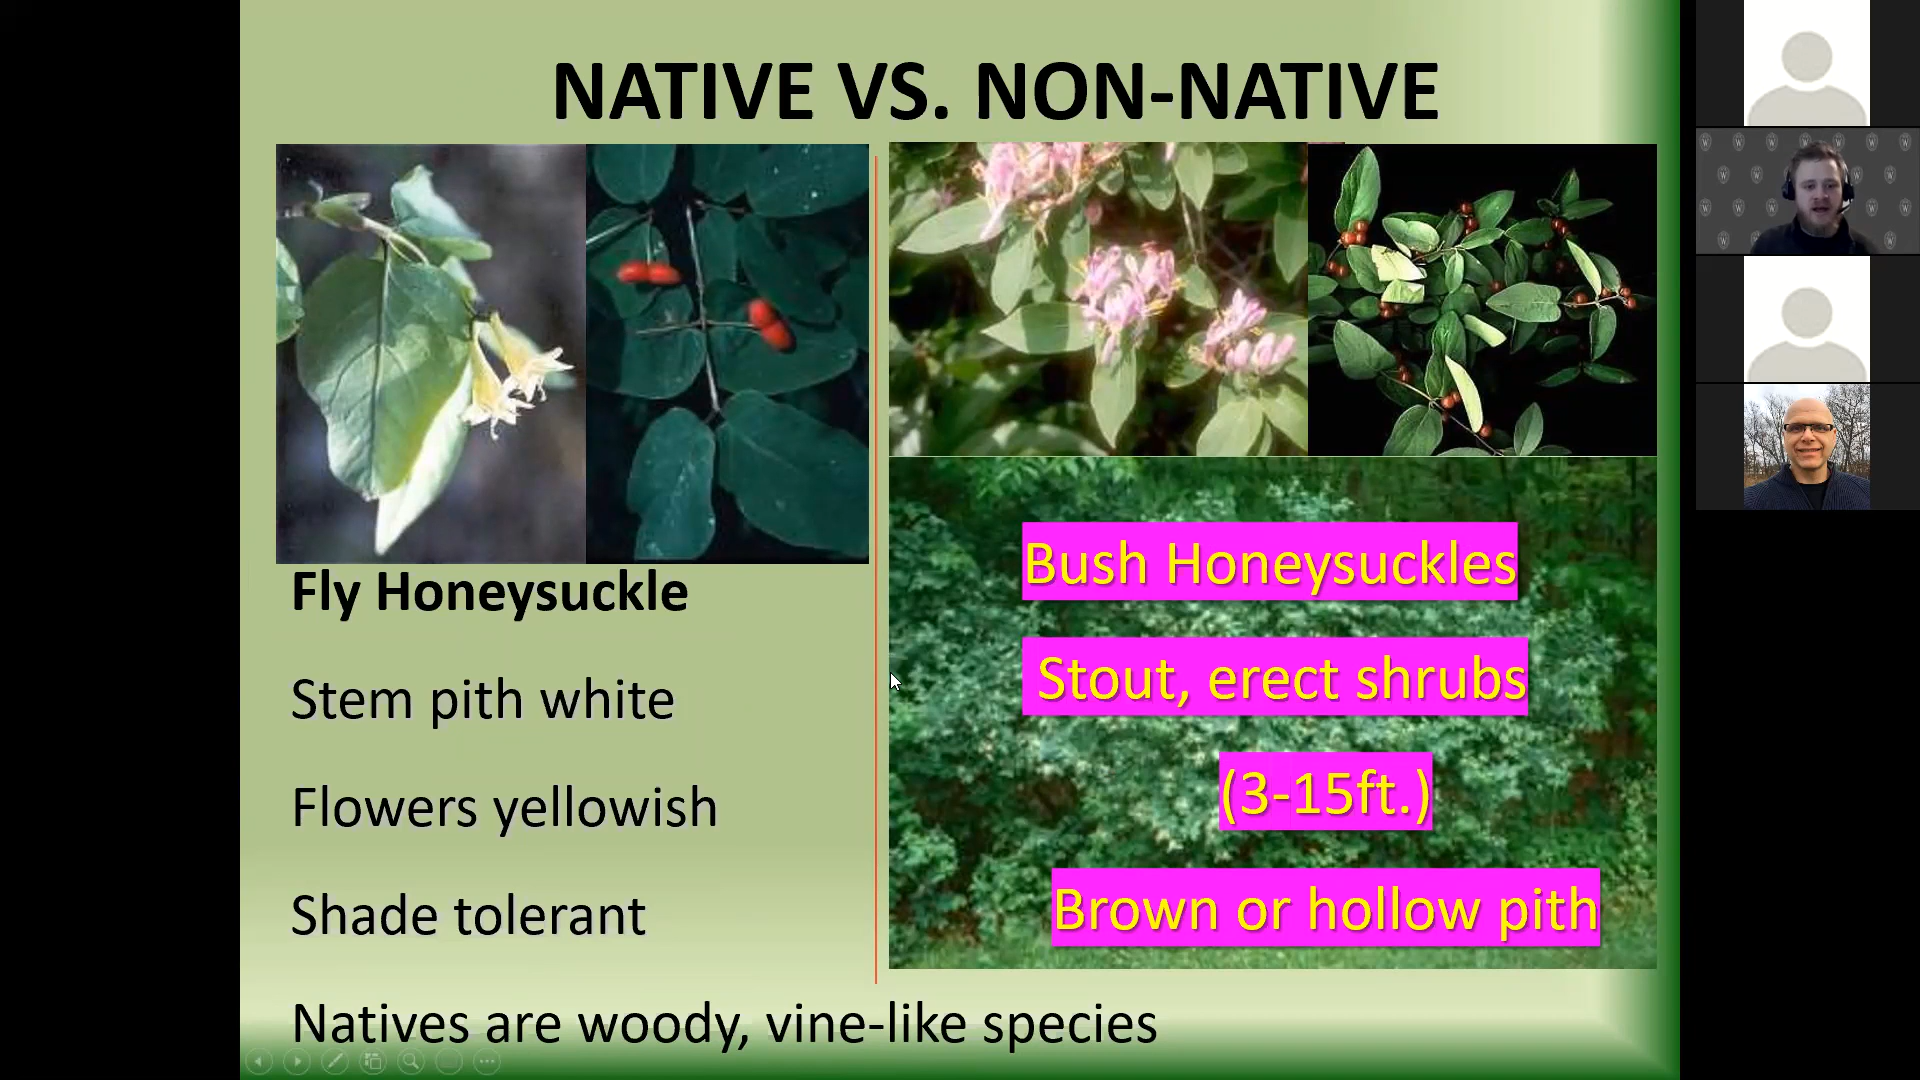 NATIVE VS. NON-NATIVE
Fly Honeysuckle
Stem pith white
Flowers yellowish
Shade tolerant
Natives are woody, vine-like species
Bush Honeysuckles
Stout, erect shrubs
(3-15ft.)
Brown or hollow pith